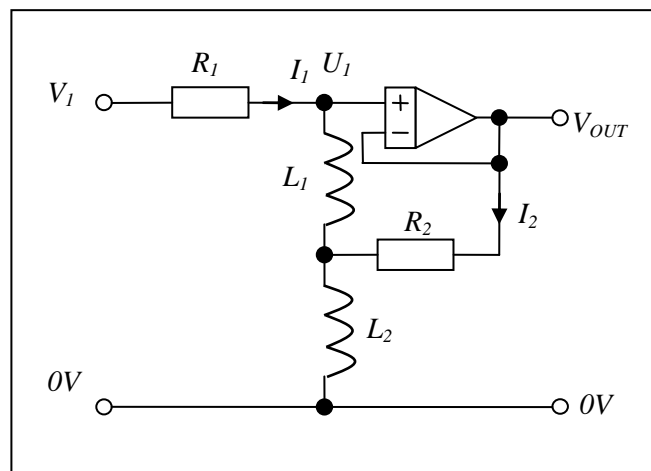 R1 I1 U1
V1 + − VOUT
L1
R2 I2
L2
0V 0V